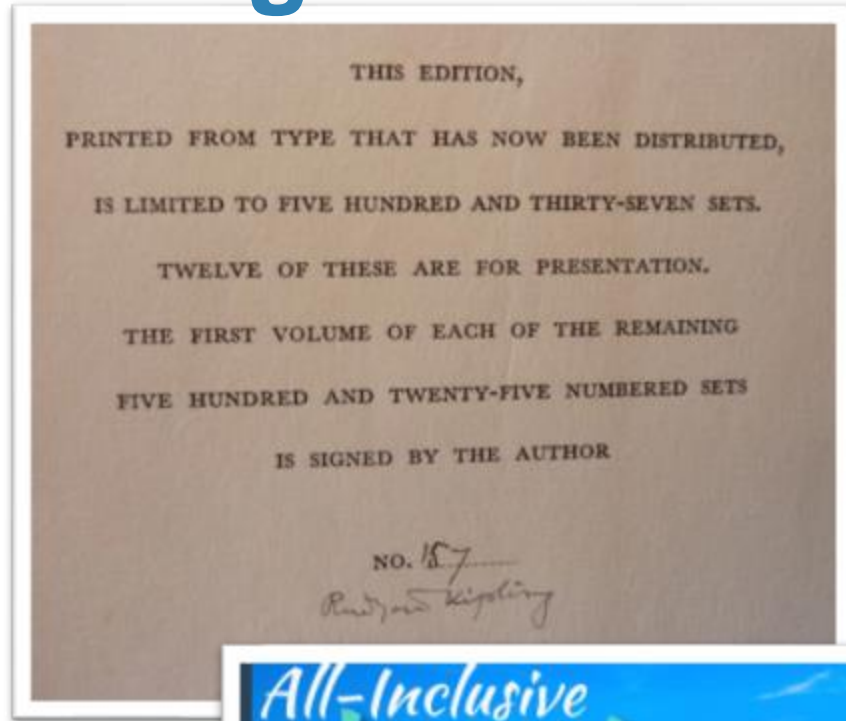 THIS EDITION,
PRINTED FROM TYPE THAT HAS NOW BEEN DISTRIBUTED,
IS LIMITED TO FIVE HUNDRED AND THIRTY-SEVEN SETS.
TWELVE OF THESE ARE FOR PRESENTATION.
THE FIRST VOLUME OF EACH OF THE REMAINING
FIVE HUNDRED AND TWENTY-FIVE NUMBERED SETS
IS SIGNED BY THE AUTHOR
NO. 157
Rudyard Kipling
All-Inclusive